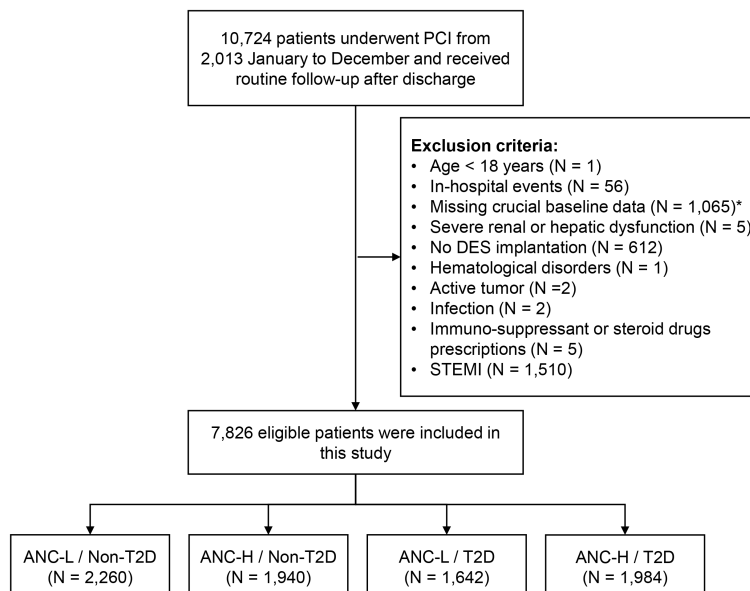 10,724 patients underwent PCI from
2,013 January to December and received
routine follow-up after discharge
Exclusion criteria:
• Age < 18 years (N = 1)
• In-hospital events (N = 56)
• Missing crucial baseline data (N = 1,065)*
• Severe renal or hepatic dysfunction (N = 5)
• No DES implantation (N = 612)
• Hematological disorders (N = 1)
• Active tumor (N =2)
• Infection (N = 2)
• Immuno-suppressant or steroid drugs
prescriptions (N = 5)
• STEMI (N = 1,510)
7,826 eligible patients were included in
this study
ANC-L / Non-T2D
(N = 2,260)
ANC-H / Non-T2D
(N = 1,940)
ANC-L / T2D
(N = 1,642)
ANC-H / T2D
(N = 1,984)